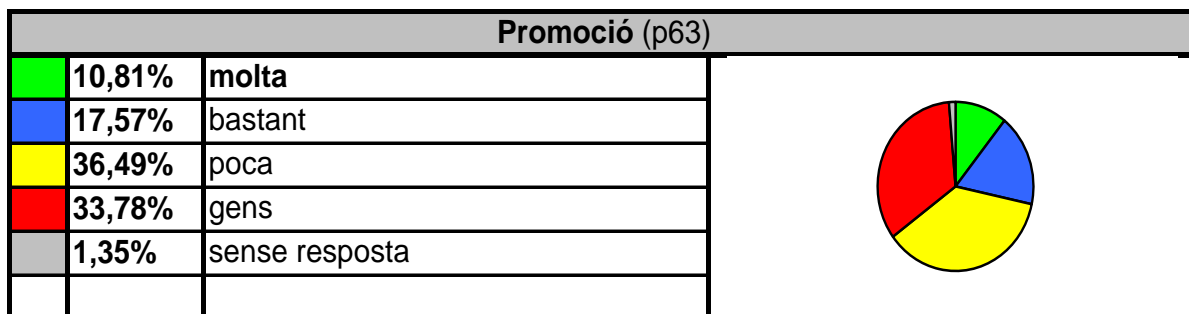 Promoció (p63)
10,81% molta
17,57% bastant
36,49% poca
33,78% gens
1,35% sense resposta